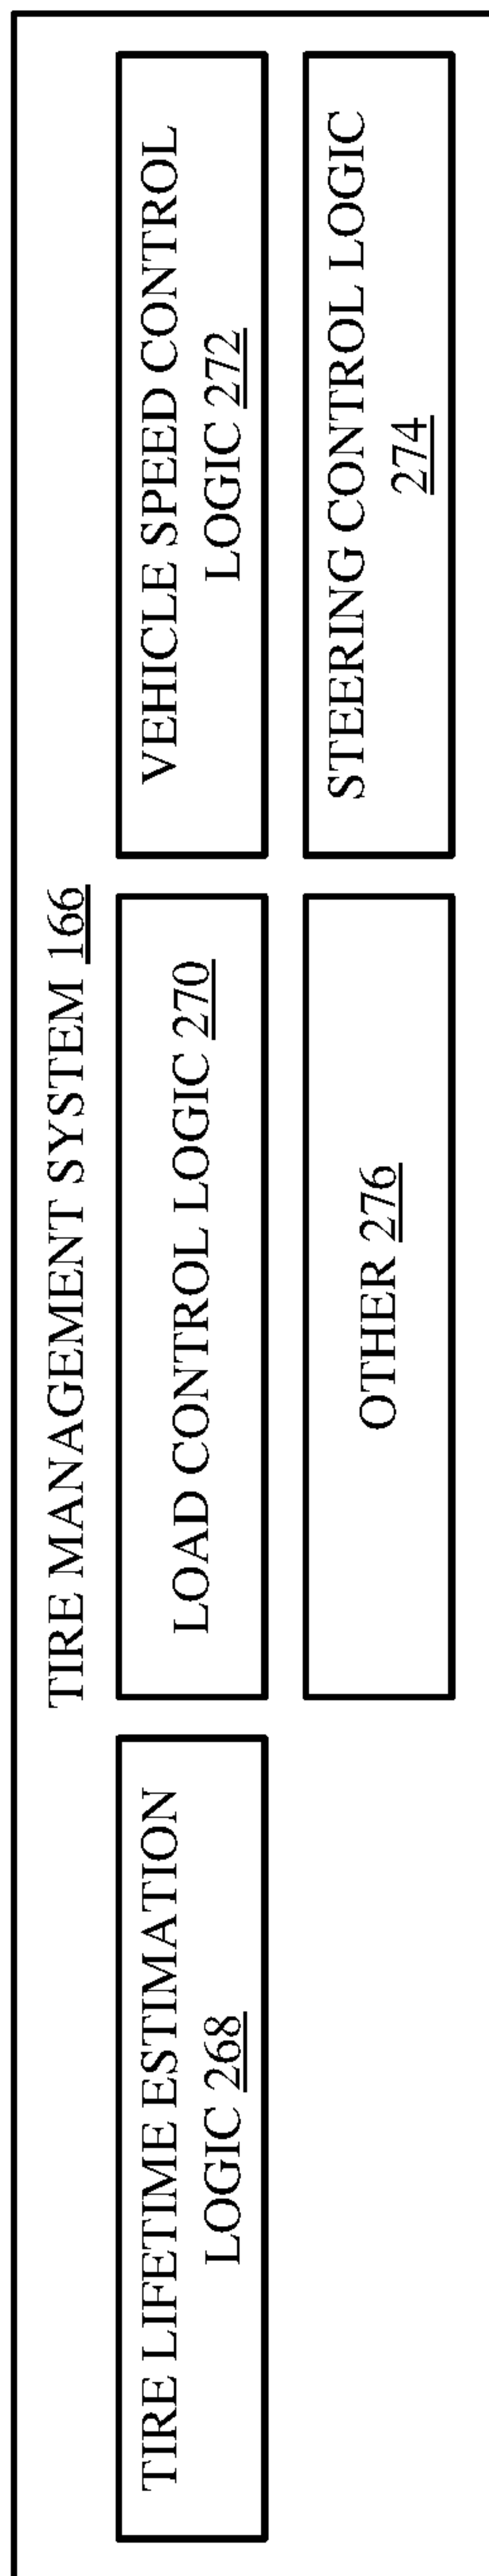 TIRE MANAGEMENT SYSTEM 166
TIRE LIFETIME ESTIMATION
LOGIC 268
LOAD CONTROL LOGIC 270
VEHICLE SPEED CONTROL
LOGIC 272
OTHER 276
STEERING CONTROL LOGIC
274